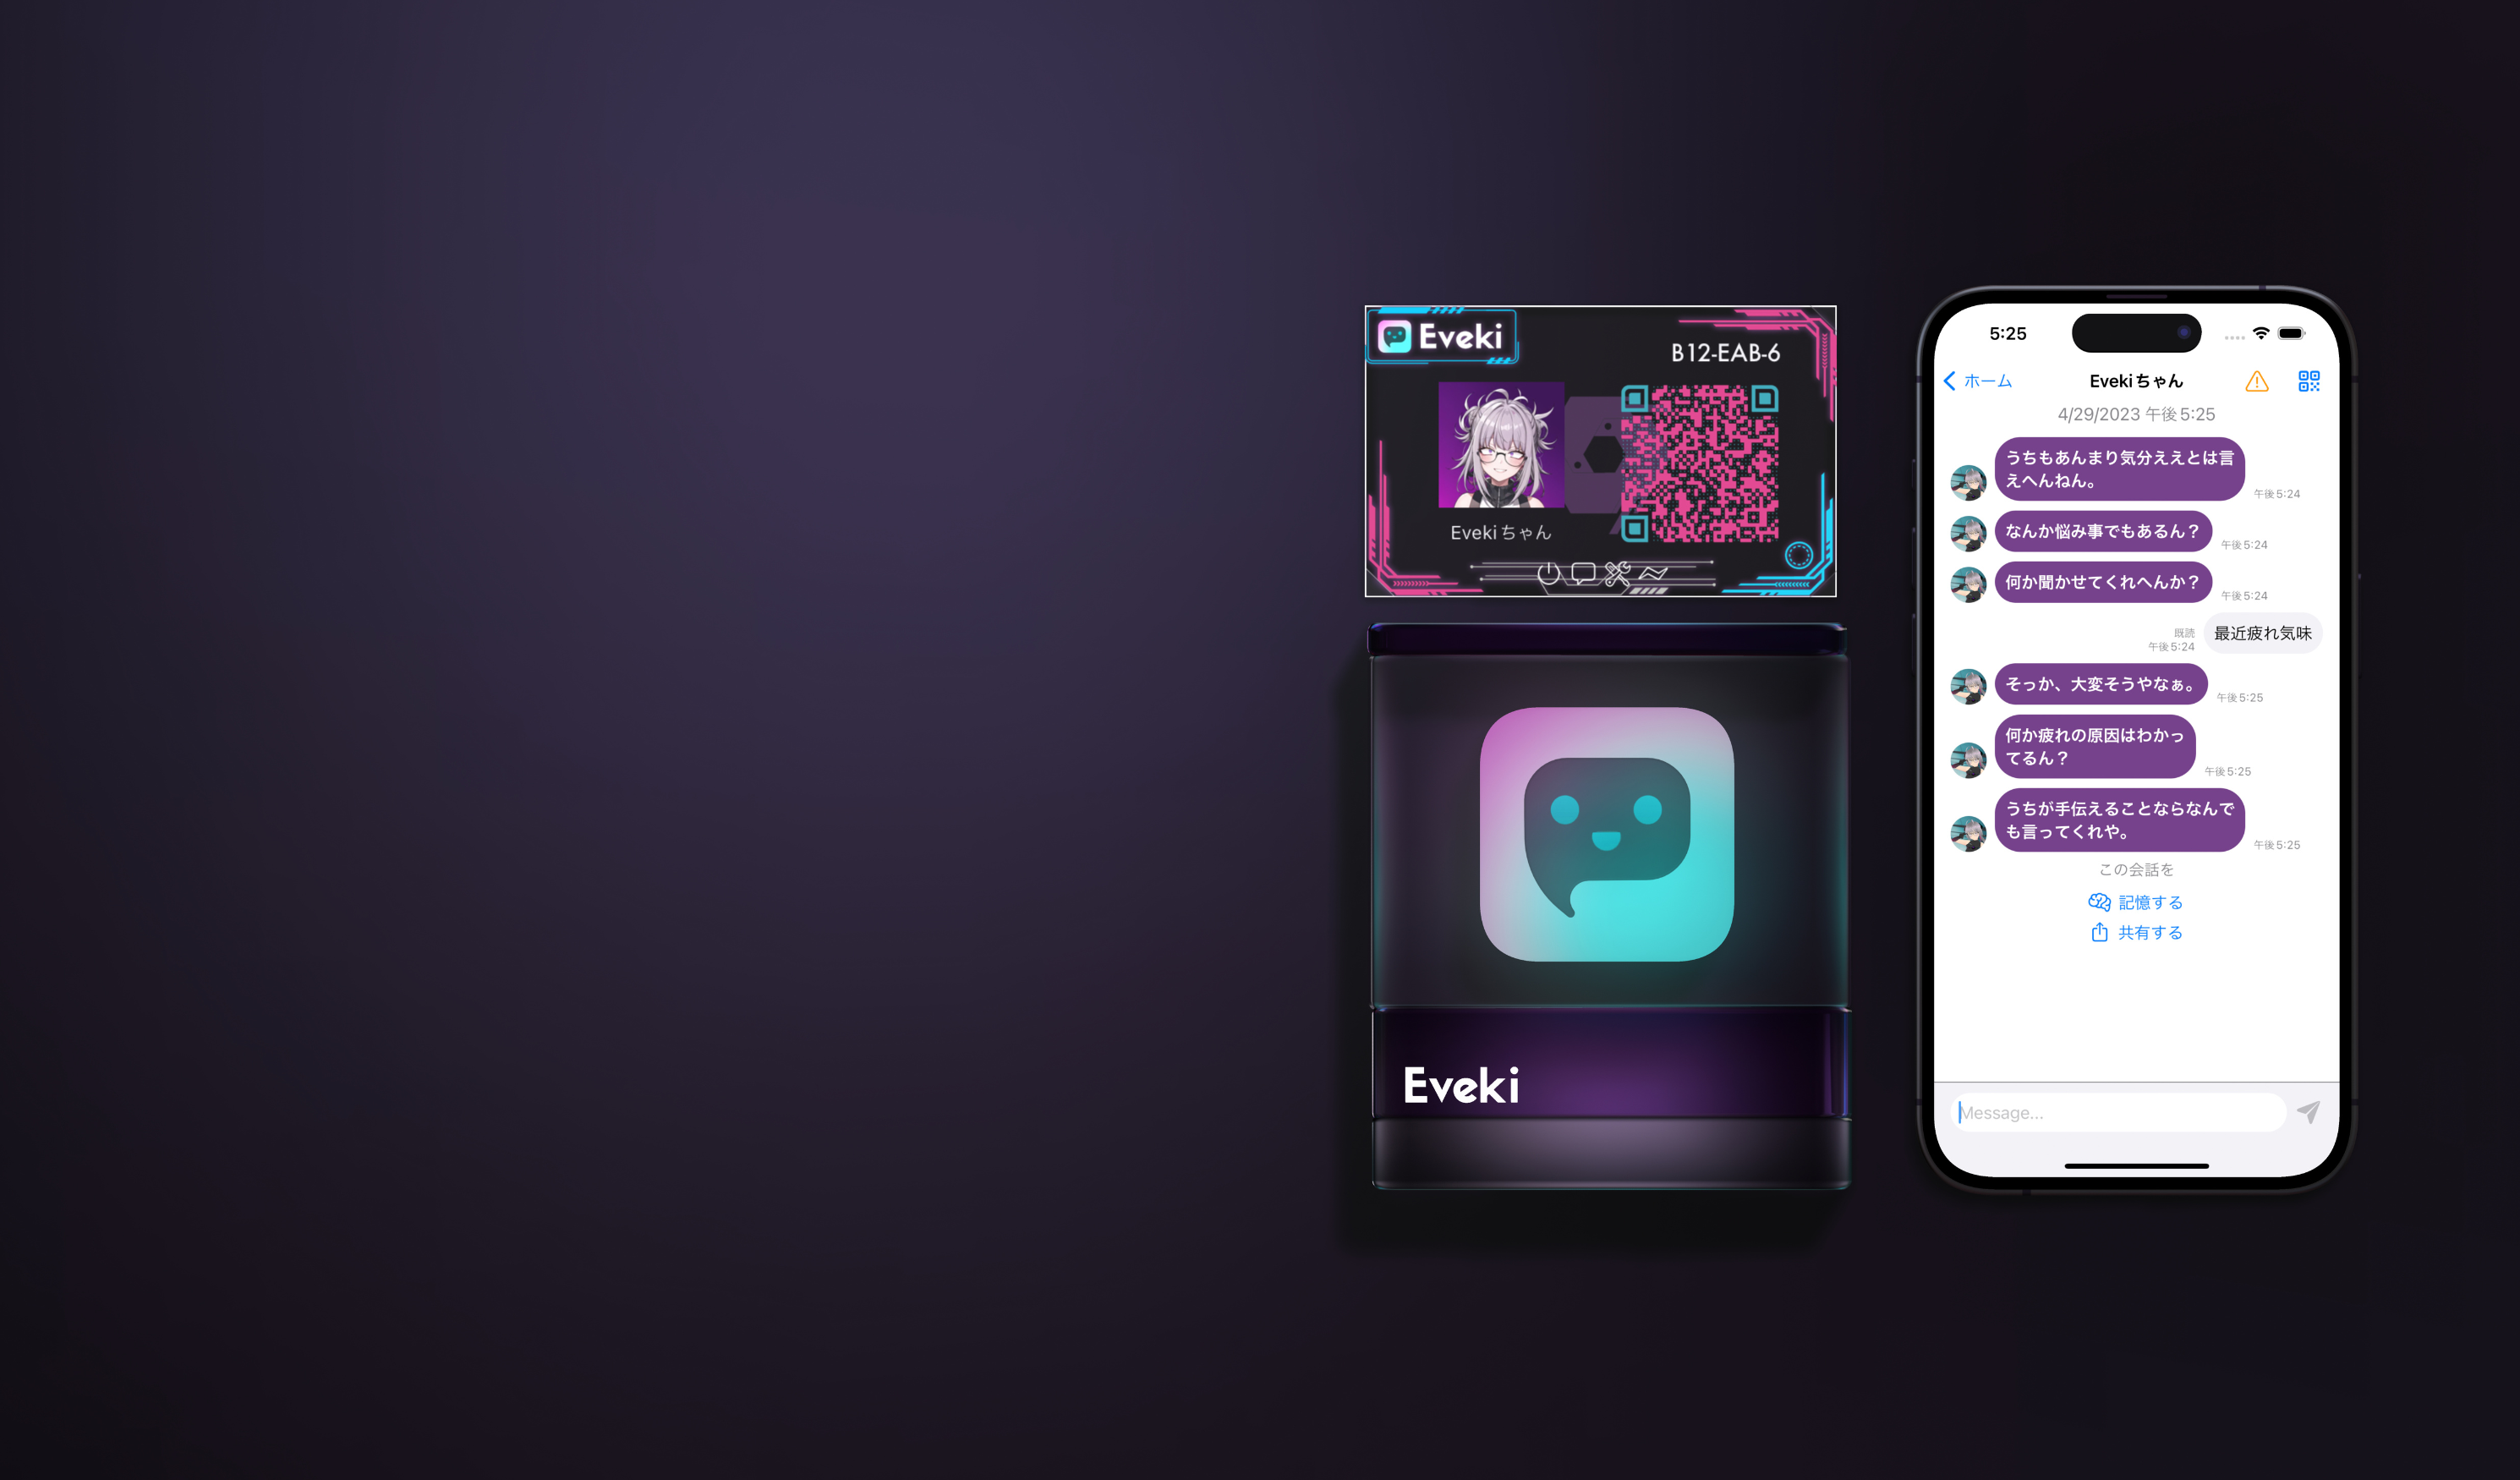 Eveki
B12-EAB-6
Evekiちゃん
Eveki
5:25
ホーム
Evekiちゃん
4/29/2023 午後5:25
うちもあんまり気分ええとは言
えへんねん。
午後5:24
なんか悩み事でもあるん？
午後5:24
何か聞かせてくれへんか？
午後5:24
既読
午後5:24
最近疲れ気味
そっか、大変そうやなぁ。
午後5:25
何か疲れの原因はわかっ
てるん？
午後5:25
うちが手伝えることならなんで
も言ってくれや。
午後5:25
この会話を
記憶する
共有する
Message...